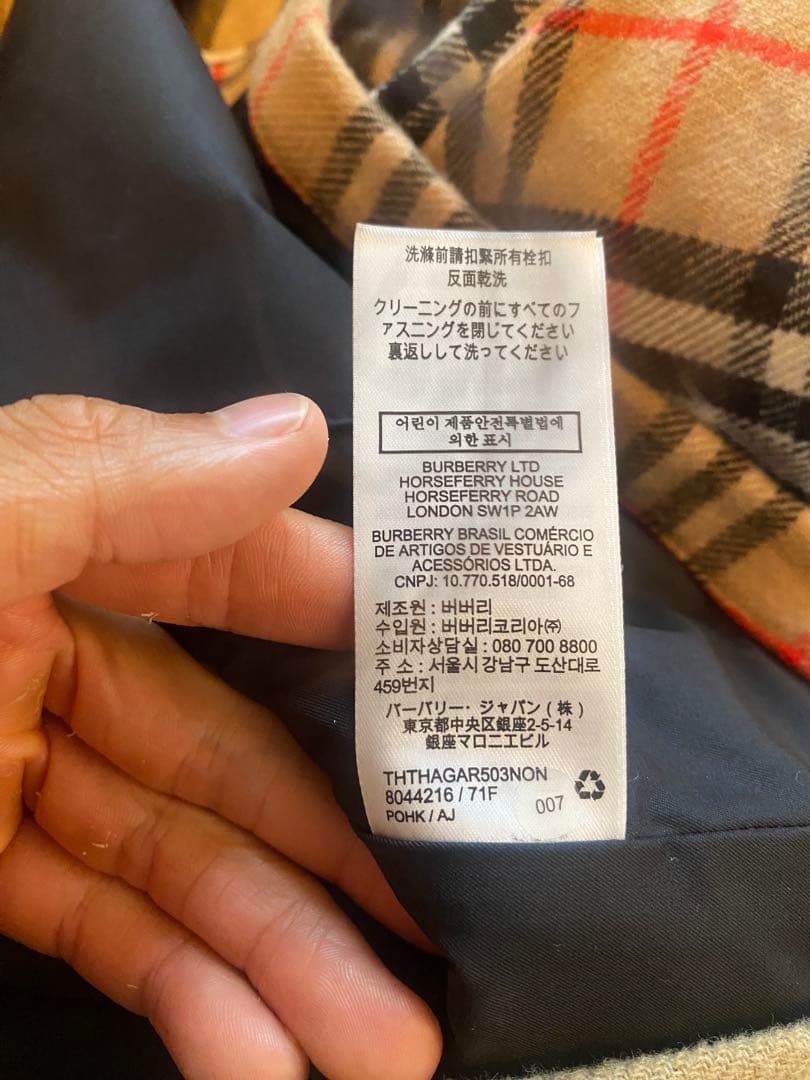 洗滌前請扣緊所有栓扣
反面乾洗
クリーニングの前にすべてのフ
ァスニングを閉じてください
裏返しして洗ってください
어린이 제품안전특별법에
의한 표시
BURBERRY LTD
HORSEFERRY HOUSE
HORSEFERRY ROAD
LONDON SW1P 2AW
BURBERRY BRASIL COMÉRCIO
DE ARTIGOS DE VESTUÁRIO E
ACESSÓRIOS LTDA.
CNPJ: 10.770.518/0001-68
제조원 : 버버리
수입원 : 버버리코리아㈜
소비자상담실 : 080 700 8800
주 소 : 서울시 강남구 도산대로
459번지
バーバリー・ジャパン ( 株 )
東京都中央区銀座2-5-14
銀座マロニエビル
THTHAGAR503NON
8044216 / 71F
007
POHK / AJ